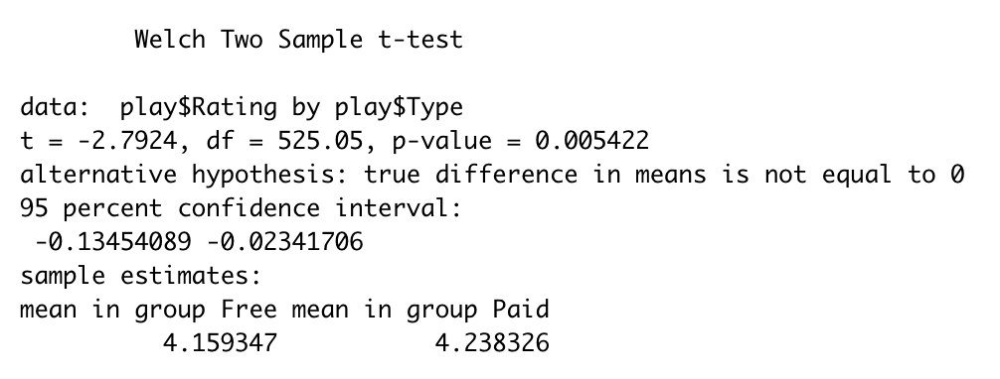 Welch Two Sample t-test
data:  play$Rating by play$Type
t = -2.7924, df = 525.05, p-value = 0.005422
alternative hypothesis: true difference in means is not equal to 0
95 percent confidence interval:
 -0.13454089 -0.02341706
sample estimates:
mean in group Free mean in group Paid
          4.159347           4.238326